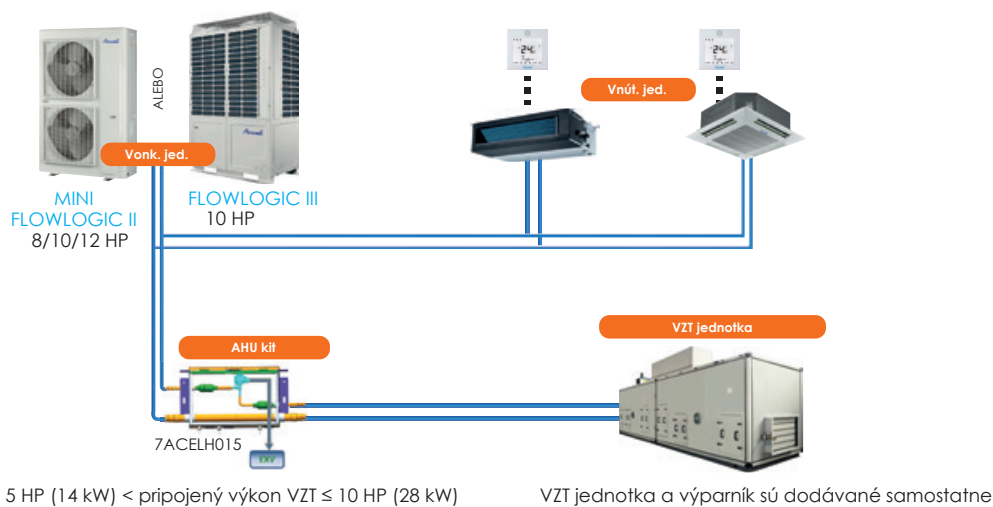 ALEBO
Vonk. jed.
Vnút. jed.
24
24
MINI
FLOWLOGIC II
8/10/12 HP
FLOWLOGIC III
10 HP
AHU kit
VZT jednotka
7ACELH015
EXV
5 HP (14 kW) < pripojený výkon VZT ≤ 10 HP (28 kW)
VZT jednotka a výparník sú dodávané samostatne